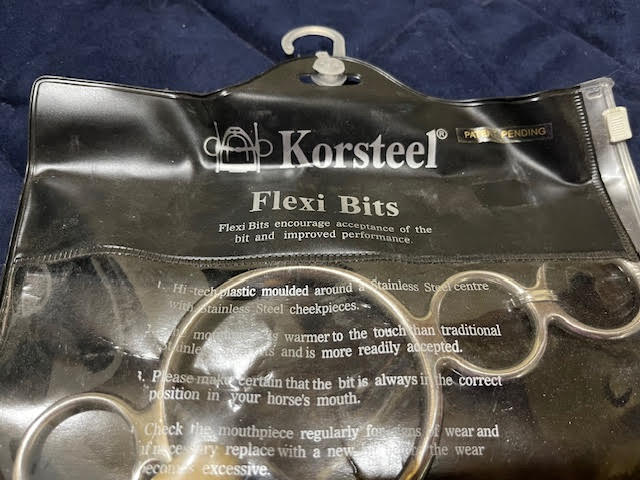 Korsteel®
PATENT PENDING
Flexi Bits
Flexi Bits encourage acceptance of the
bit and improved performance
1. Hi-tech plastic moulded around a Stainless Steel centre
with Stainless Steel cheekpieces.
warmer to the touch than traditional
and is more readily accepted.
3. Please make certain that the bit is always in the correct
position in your horse's mouth.
Check the mouthpiece regularly for signs of wear and
if necessary replace with a new the wear
becomes excessive.